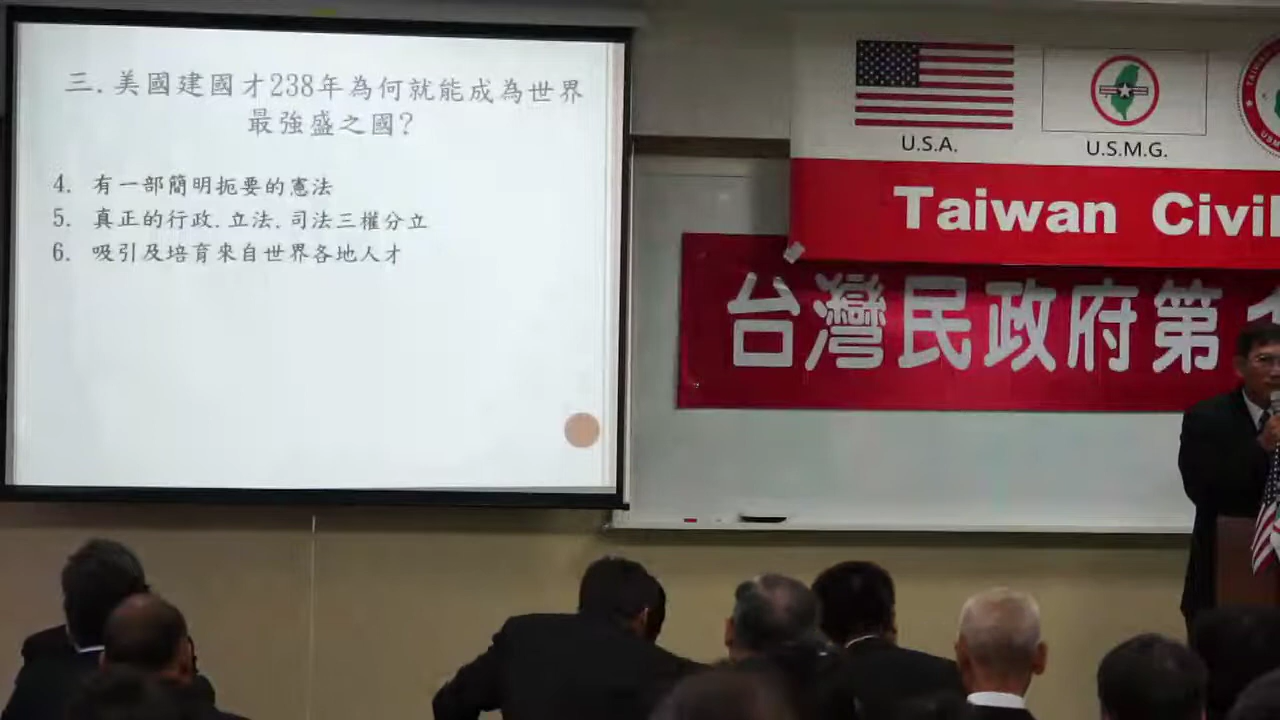 三.美國建國才238年為何就能成為世界
最強盛之國?
4. 有一部簡明扼要的憲法
5. 真正的行政.立法.司法三權分立
6. 吸引及培育來自世界各地人才
U.S.A.
U.S.M.G.
Taiwan Civil
台灣民政府第